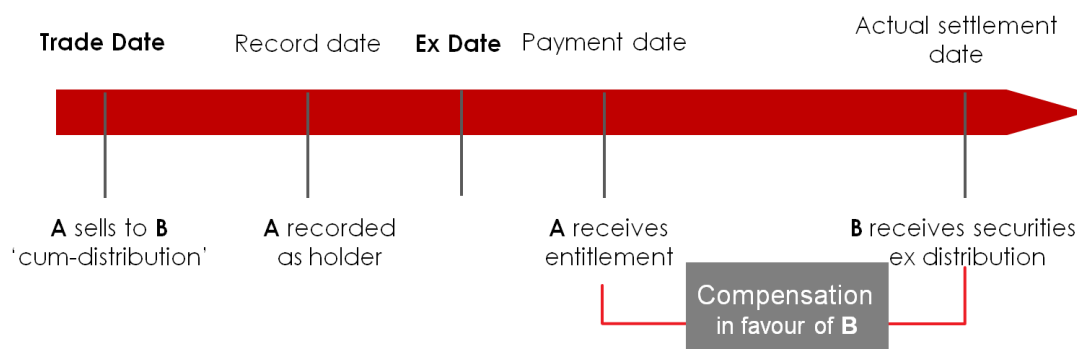 Trade Date
Record date
Ex Date
Payment date
Actual settlement
date
A sells to B
‘cum-distribution’
A recorded
as holder
A receives
entitlement
B receives securities
ex distribution
Compensation
in favour of B